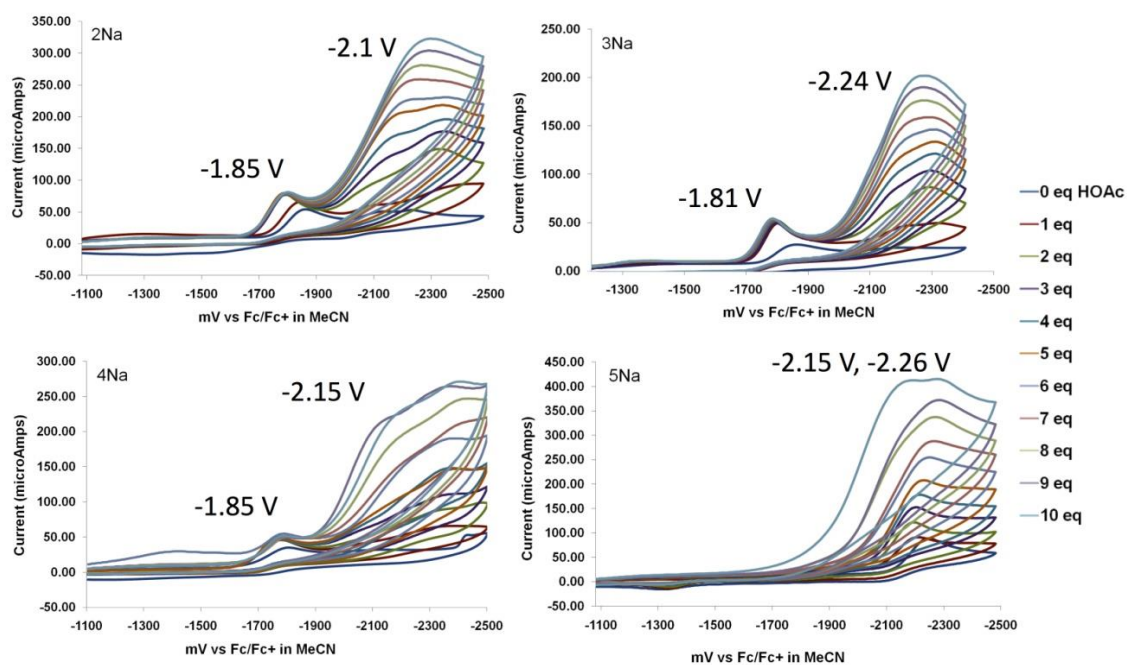 2Na
350.00
300.00
250.00
200.00
150.00
100.00
50.00
0.00
-50.00
Current (microAmps)
-1.85 V
-2.1 V
-1100 -1300 -1500 -1700 -1900 -2100 -2300 -2500
mV vs Fc/Fc+ in MeCN
3Na
250.00
200.00
150.00
100.00
50.00
0.00
Current (microAmps)
-1.81 V
-2.24 V
-1300 -1500 -1700 -1900 -2100 -2300 -2500
mV vs Fc/Fc+ in MeCN
4Na
300.00
250.00
200.00
150.00
100.00
50.00
0.00
-50.00
Current (microAmps)
-1.85 V
-2.15 V
-1100 -1300 -1500 -1700 -1900 -2100 -2300 -2500
mV vs Fc/Fc+ in MeCN
5Na
450.00
400.00
350.00
300.00
250.00
200.00
150.00
100.00
50.00
0.00
-50.00
Current (microAmps)
-2.15 V, -2.26 V
-1100 -1300 -1500 -1700 -1900 -2100 -2300 -2500
mV vs Fc/Fc+ in MeCN
0 eq HOAc
1 eq
2 eq
3 eq
4 eq
5 eq
6 eq
7 eq
8 eq
9 eq
10 eq